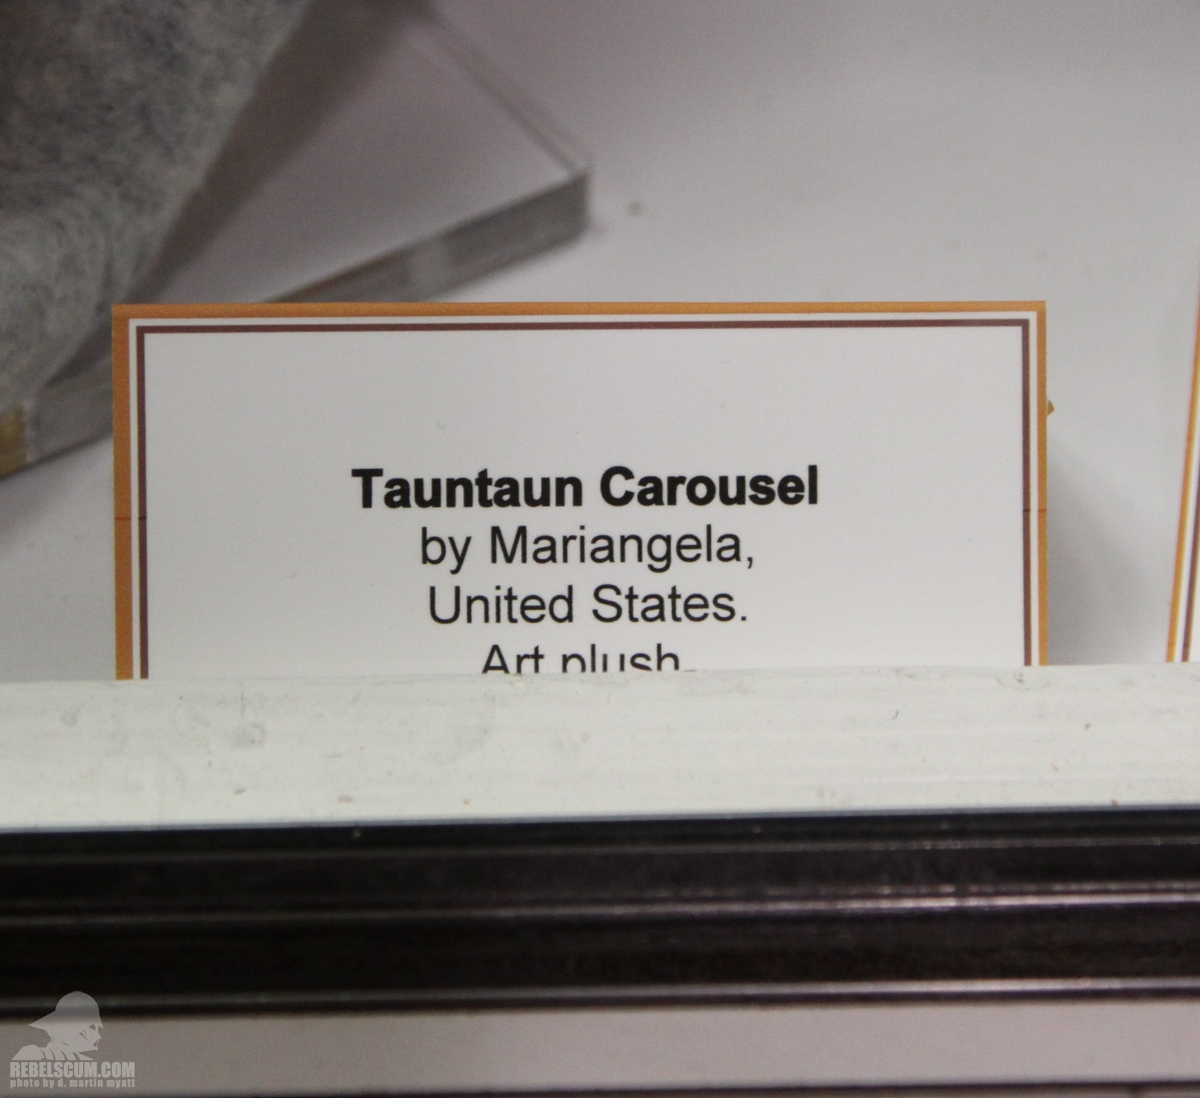 Tauntaun Carousel
by Mariangela,
United States.
Art plush.
REBELSCUM.COM
photo by d. martin myatt